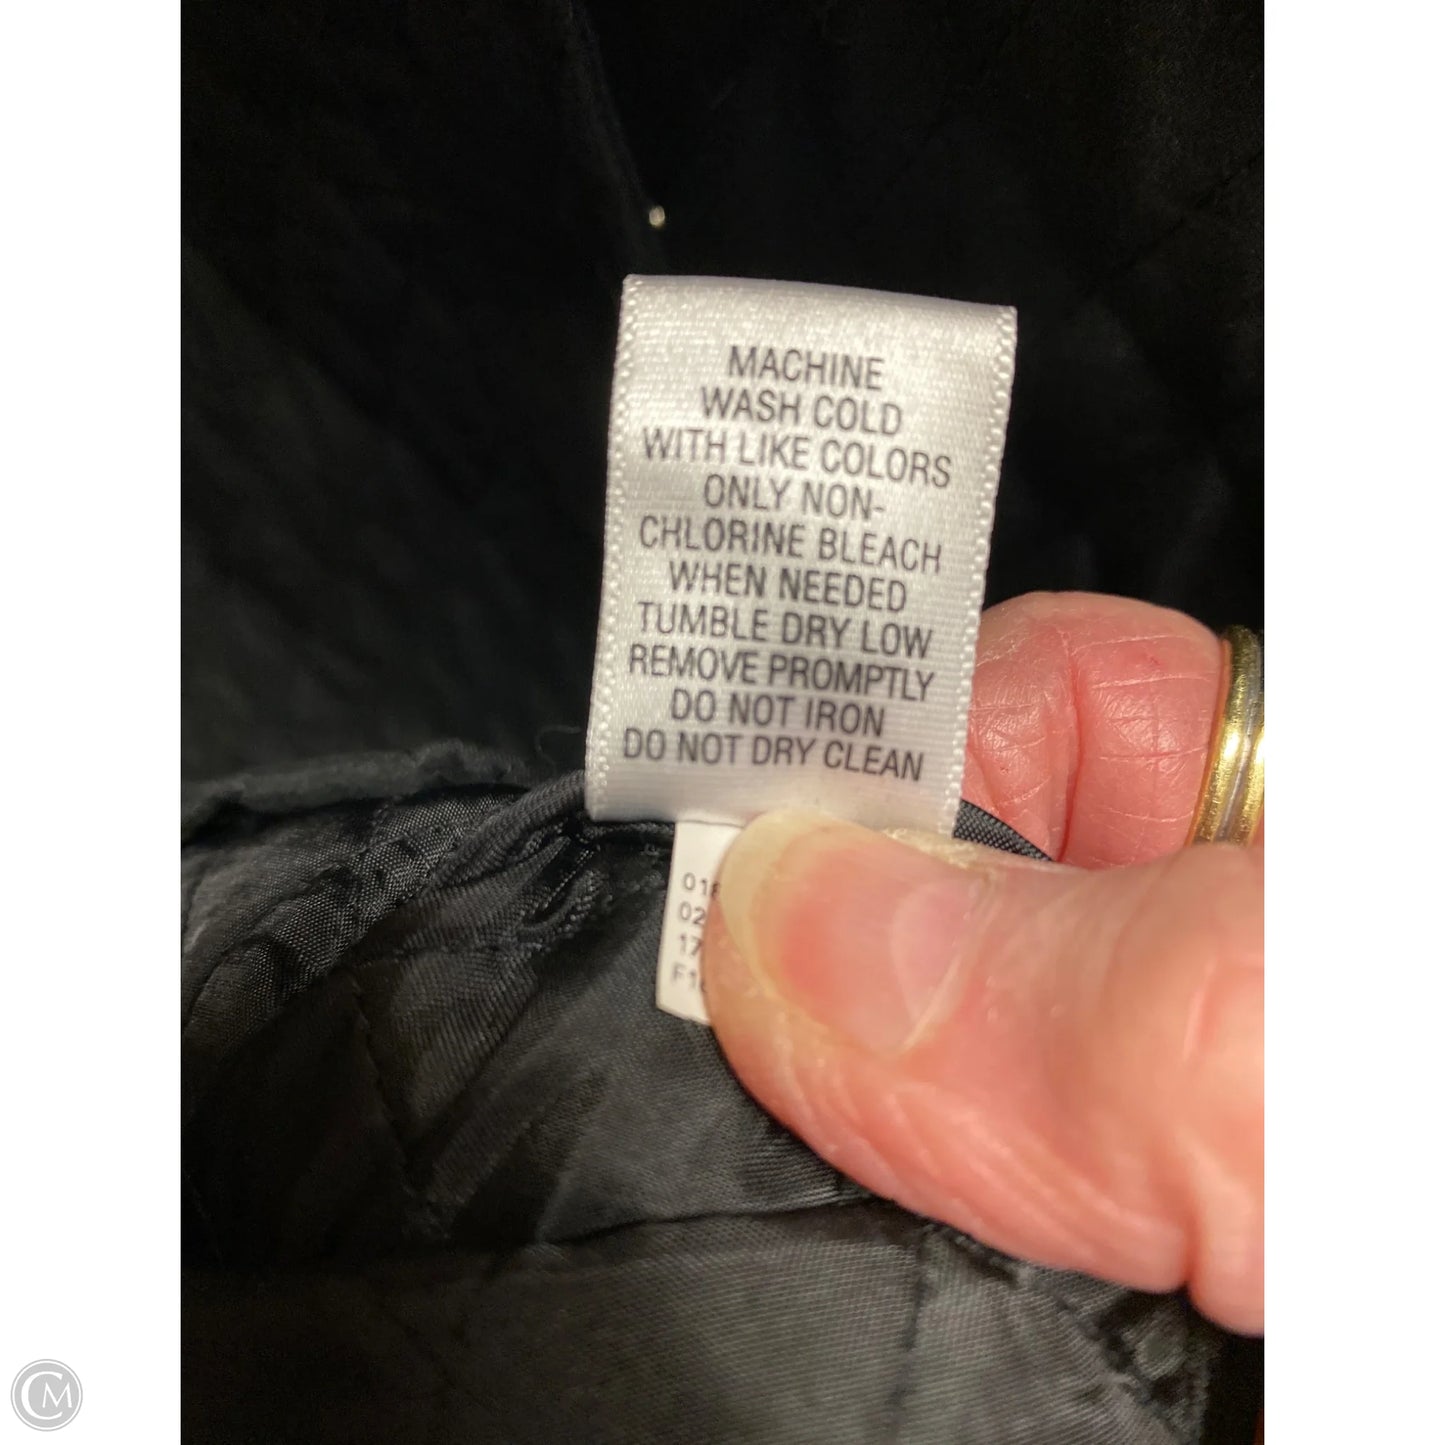 MACHINE
WASH COLD
WITH LIKE COLORS
ONLY NON-
CHLORINE BLEACH
WHEN NEEDED
TUMBLE DRY LOW
REMOVE PROMPTLY
DO NOT IRON
DO NOT DRY CLEAN
CM